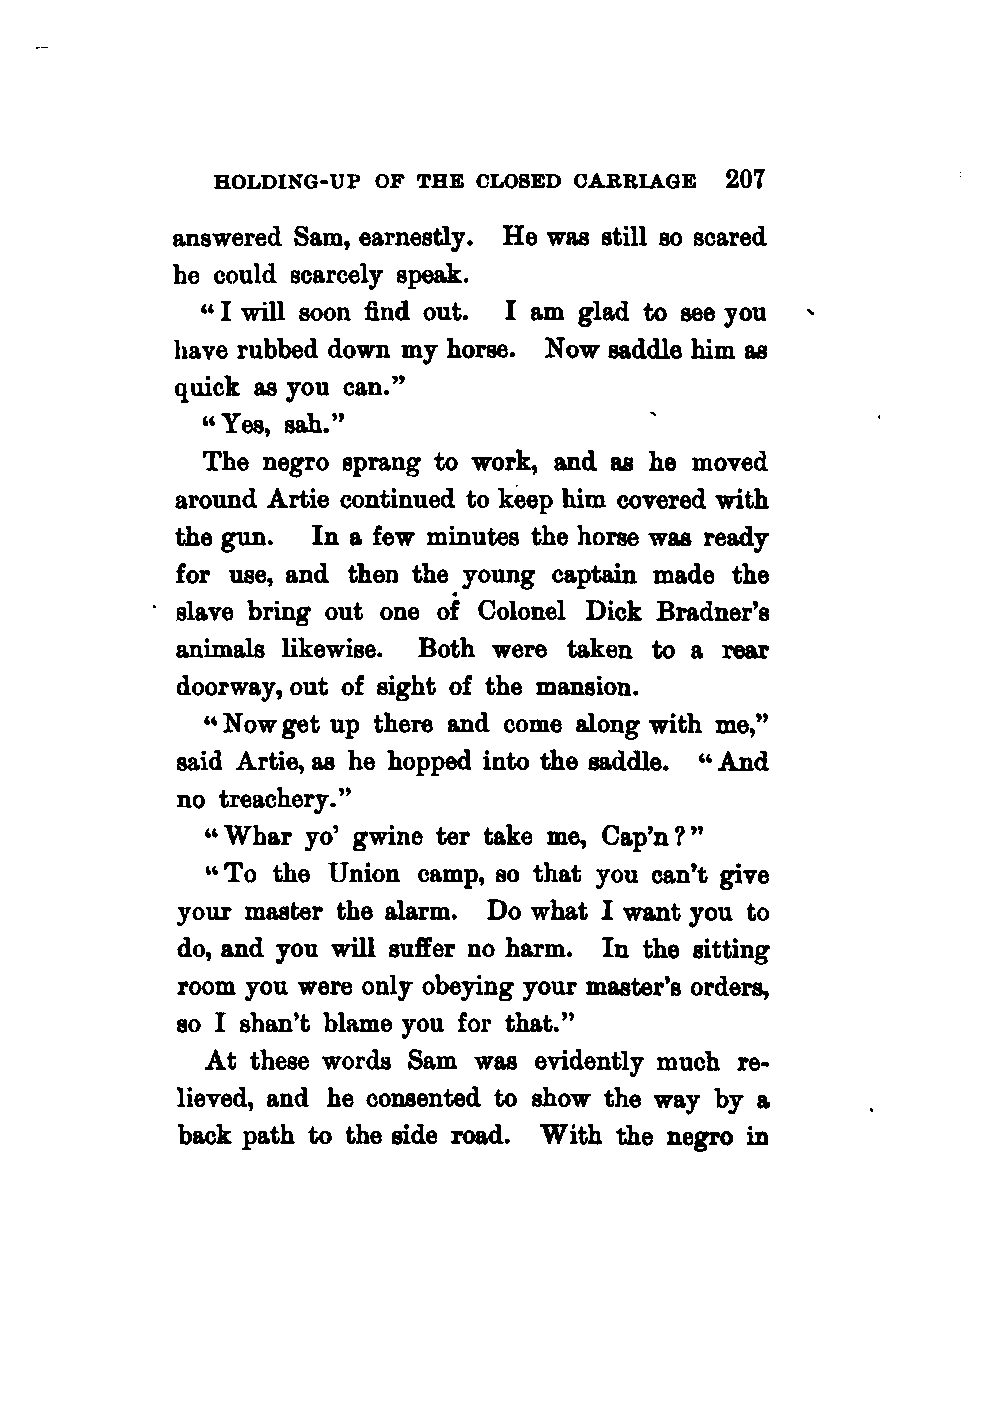 HOLDING-UP OF THE CLOSED CARRIAGE 207
answered Sam, earnestly. He was still so scared
he could scarcely speak.
“I will soon find out. I am glad to see you
have rubbed down my horse. Now saddle him as
quick as you can.”
“Yes, sah.”
The negro sprang to work, and as he moved
around Artie continued to keep him covered with
the gun. In a few minutes the horse was ready
for use, and then the young captain made the
slave bring out one of Colonel Dick Bradner’s
animals likewise. Both were taken to a rear
doorway, out of sight of the mansion.
“Now get up there and come along with me,”
said Artie, as he hopped into the saddle. “And
no treachery.”
“Whar yo’ gwine ter take me, Cap’n?”
“To the Union camp, so that you can’t give
your master the alarm. Do what I want you to
do, and you will suffer no harm. In the sitting
room you were only obeying your master’s orders,
so I shan’t blame you for that.”
At these words Sam was evidently much re-
lieved, and he consented to show the way by a
back path to the side road. With the negro in